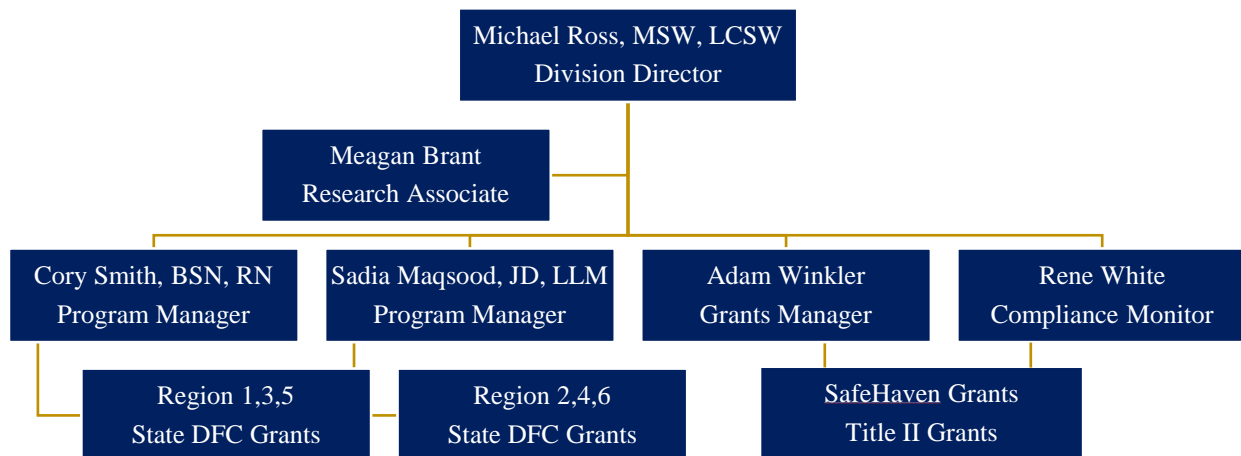 Michael Ross, MSW, LCSW
Division Director
Meagan Brant
Research Associate
Cory Smith, BSN, RN
Program Manager
Sadia Maqsood, JD, LLM
Program Manager
Adam Winkler
Grants Manager
Rene White
Compliance Monitor
Region 1,3,5
State DFC Grants
Region 2,4,6
State DFC Grants
SafeHaven Grants
Title II Grants